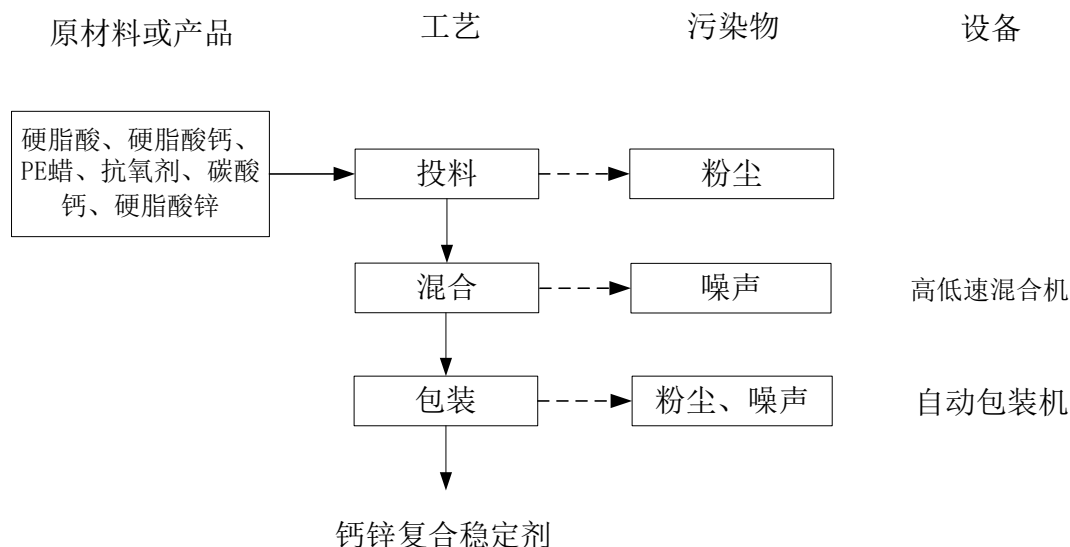 原材料或产品 工艺 污染物 设备
硬脂酸、硬脂酸钙、
PE蜡、抗氧剂、碳酸
钙、硬脂酸锌
投料 粉尘
混合 噪声 高低速混合机
包装 粉尘、噪声 自动包装机
钙锌复合稳定剂